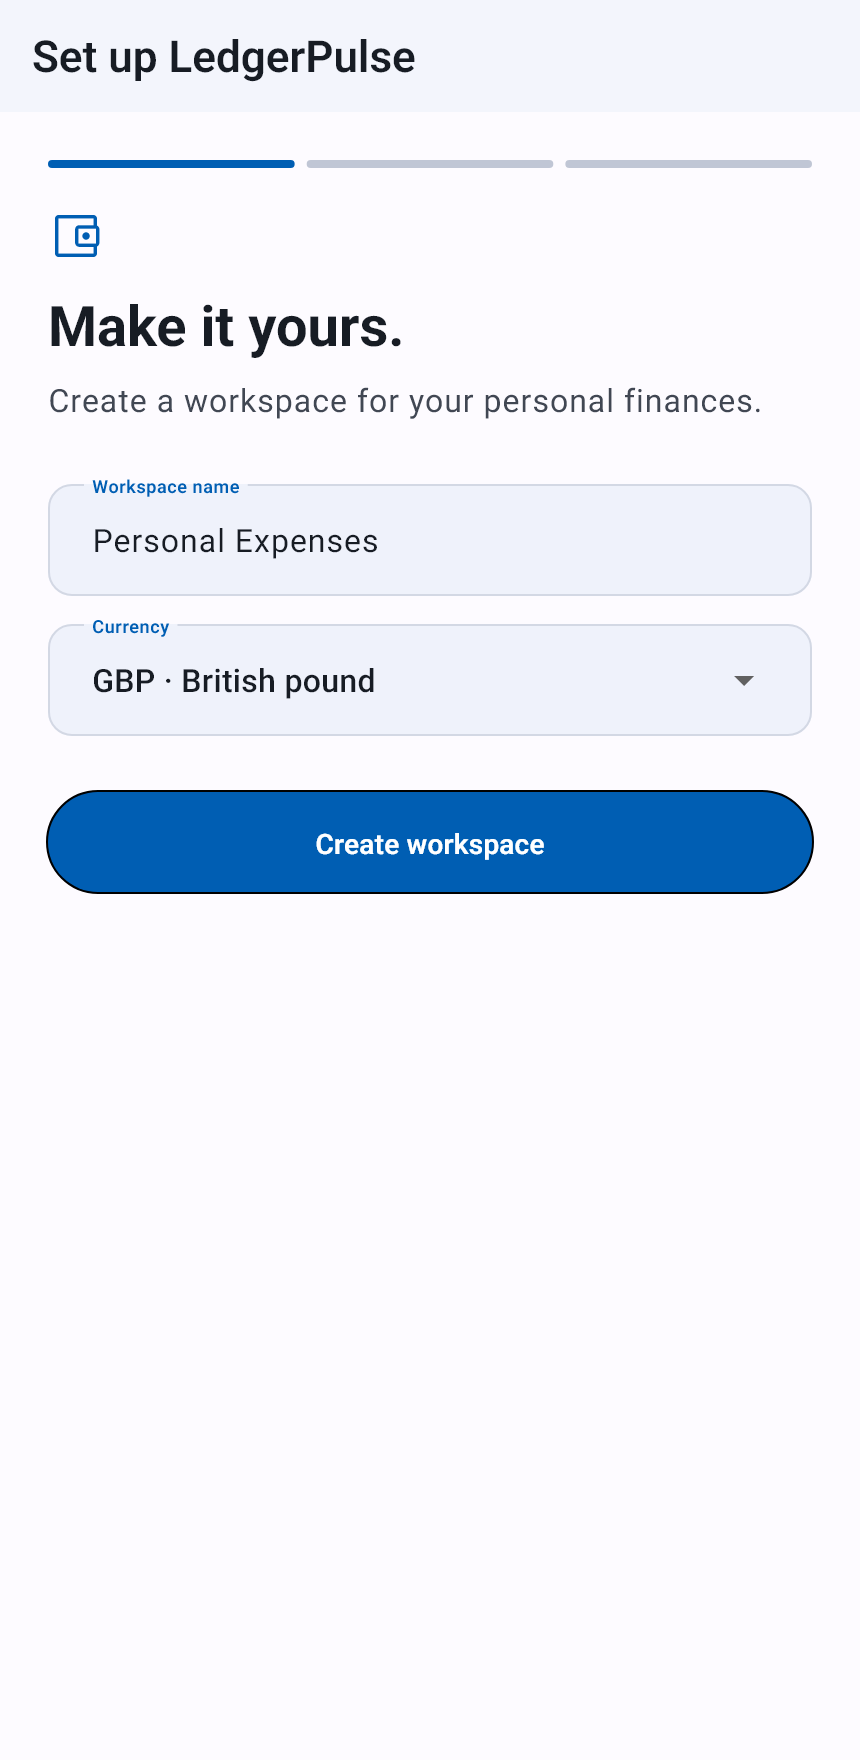 Set up LedgerPulse
Make it yours.
Create a workspace for your personal finances.
Workspace name
Personal Expenses
Currency
GBP · British pound
Create workspace